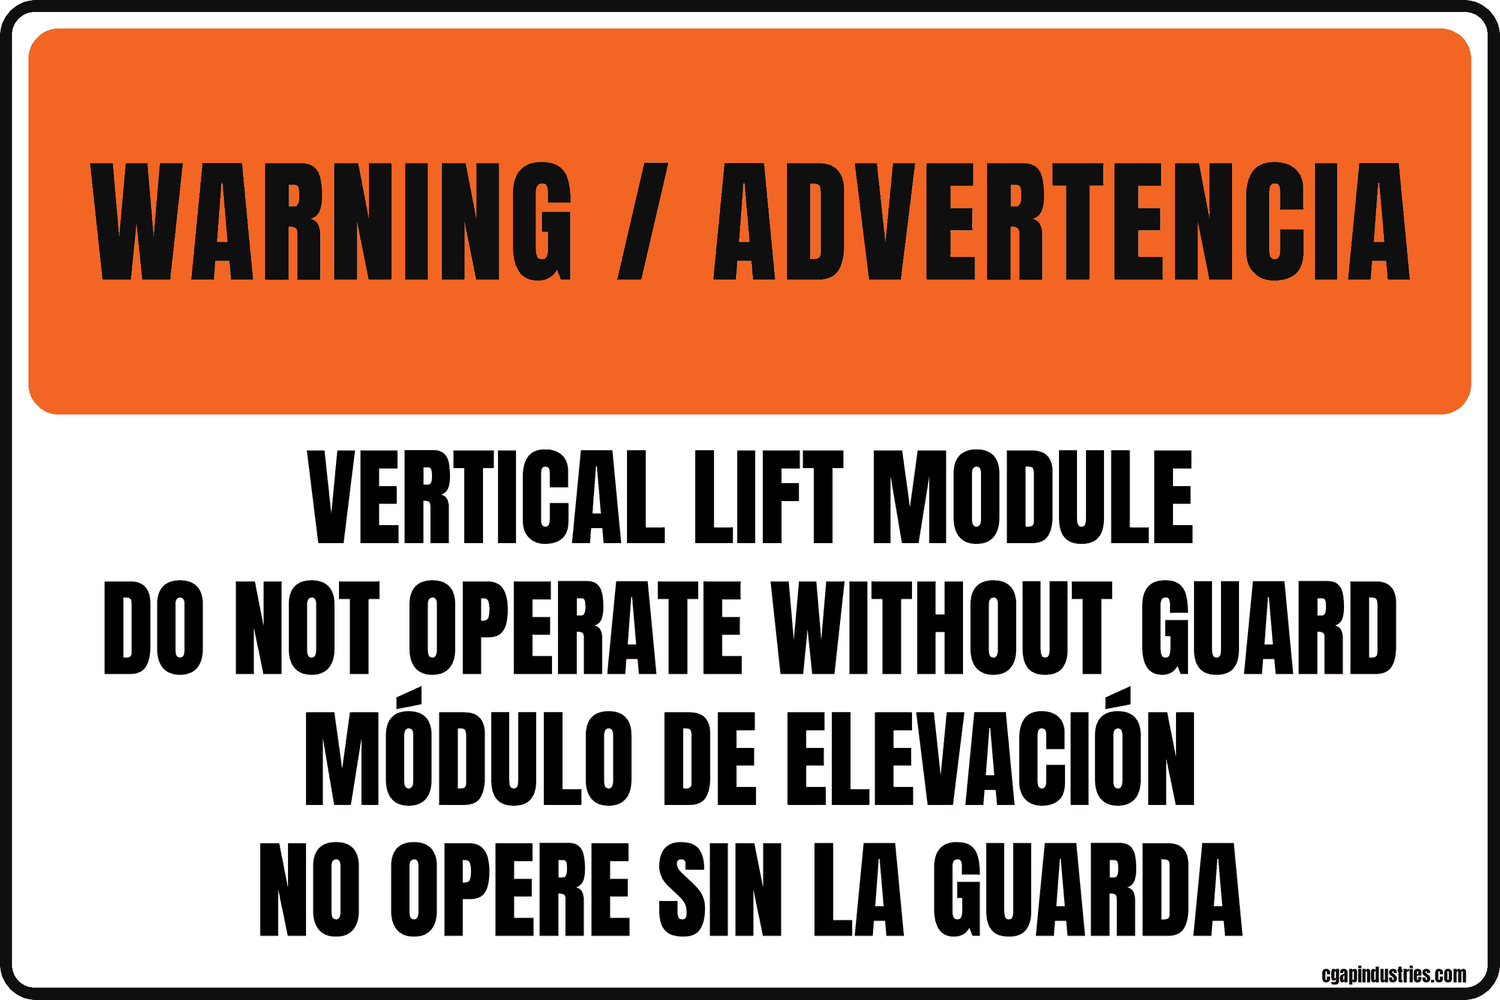 WARNING / ADVERTENCIA
VERTICAL LIFT MODULE
DO NOT OPERATE WITHOUT GUARD
MÓDULO DE ELEVACIÓN
NO OPERE SIN LA GUARDA
cgapindustries.com